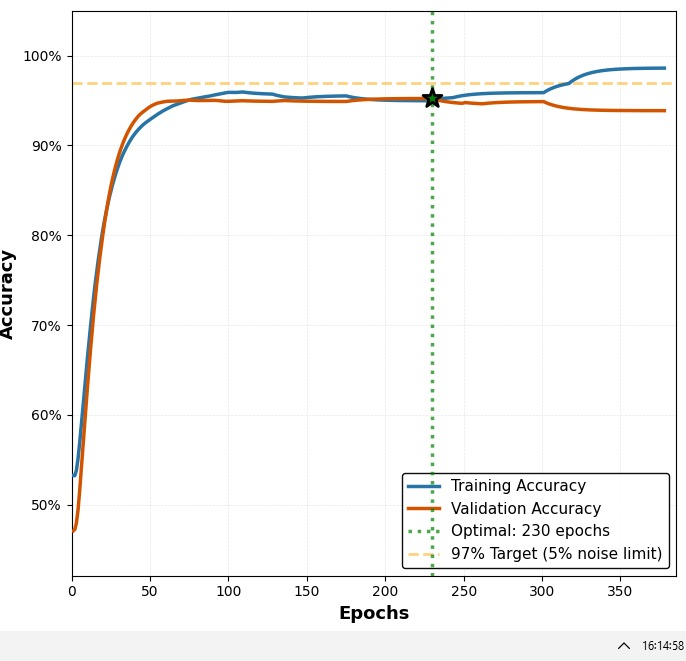 100%
90%
80%
70%
60%
50%
Accuracy
Training Accuracy
Validation Accuracy
Optimal: 230 epochs
97% Target (5% noise limit)
0 50 100 150 200 250 300 350
Epochs
16:14:58